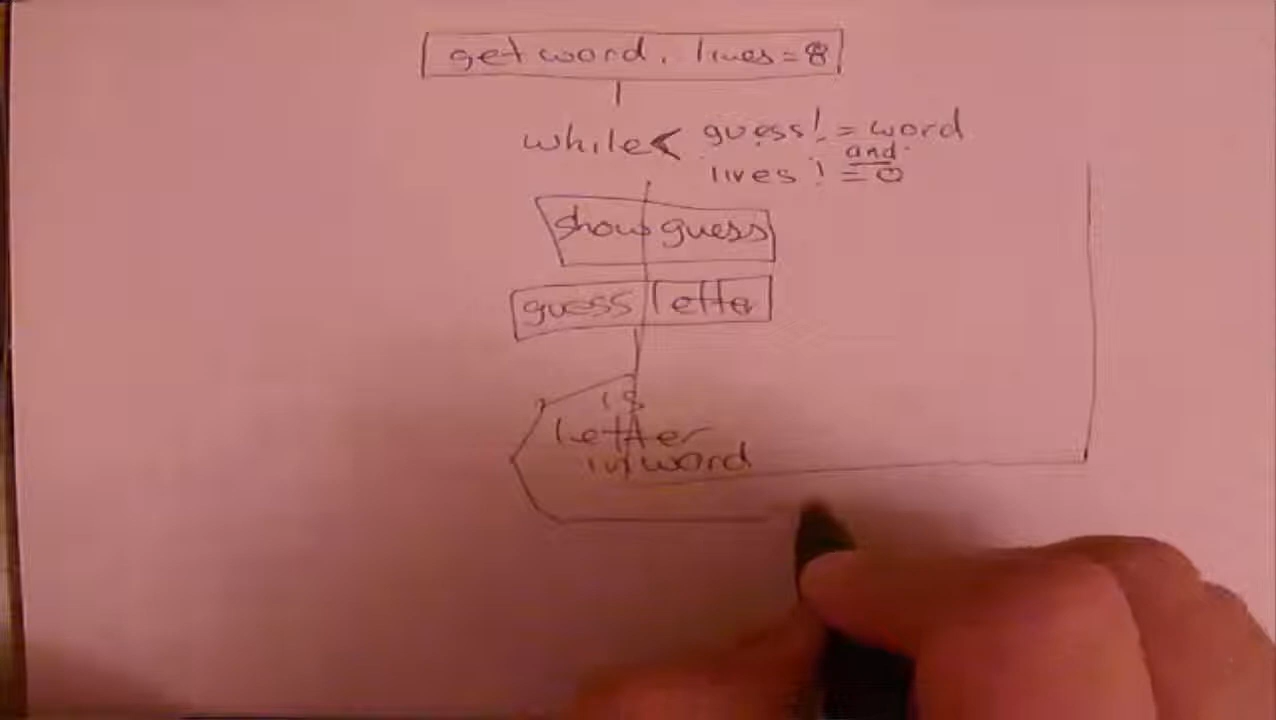 get word, lives = 8
while < guess! = word
and
lives! = 0
show guess
guess letter
is
letter
in word